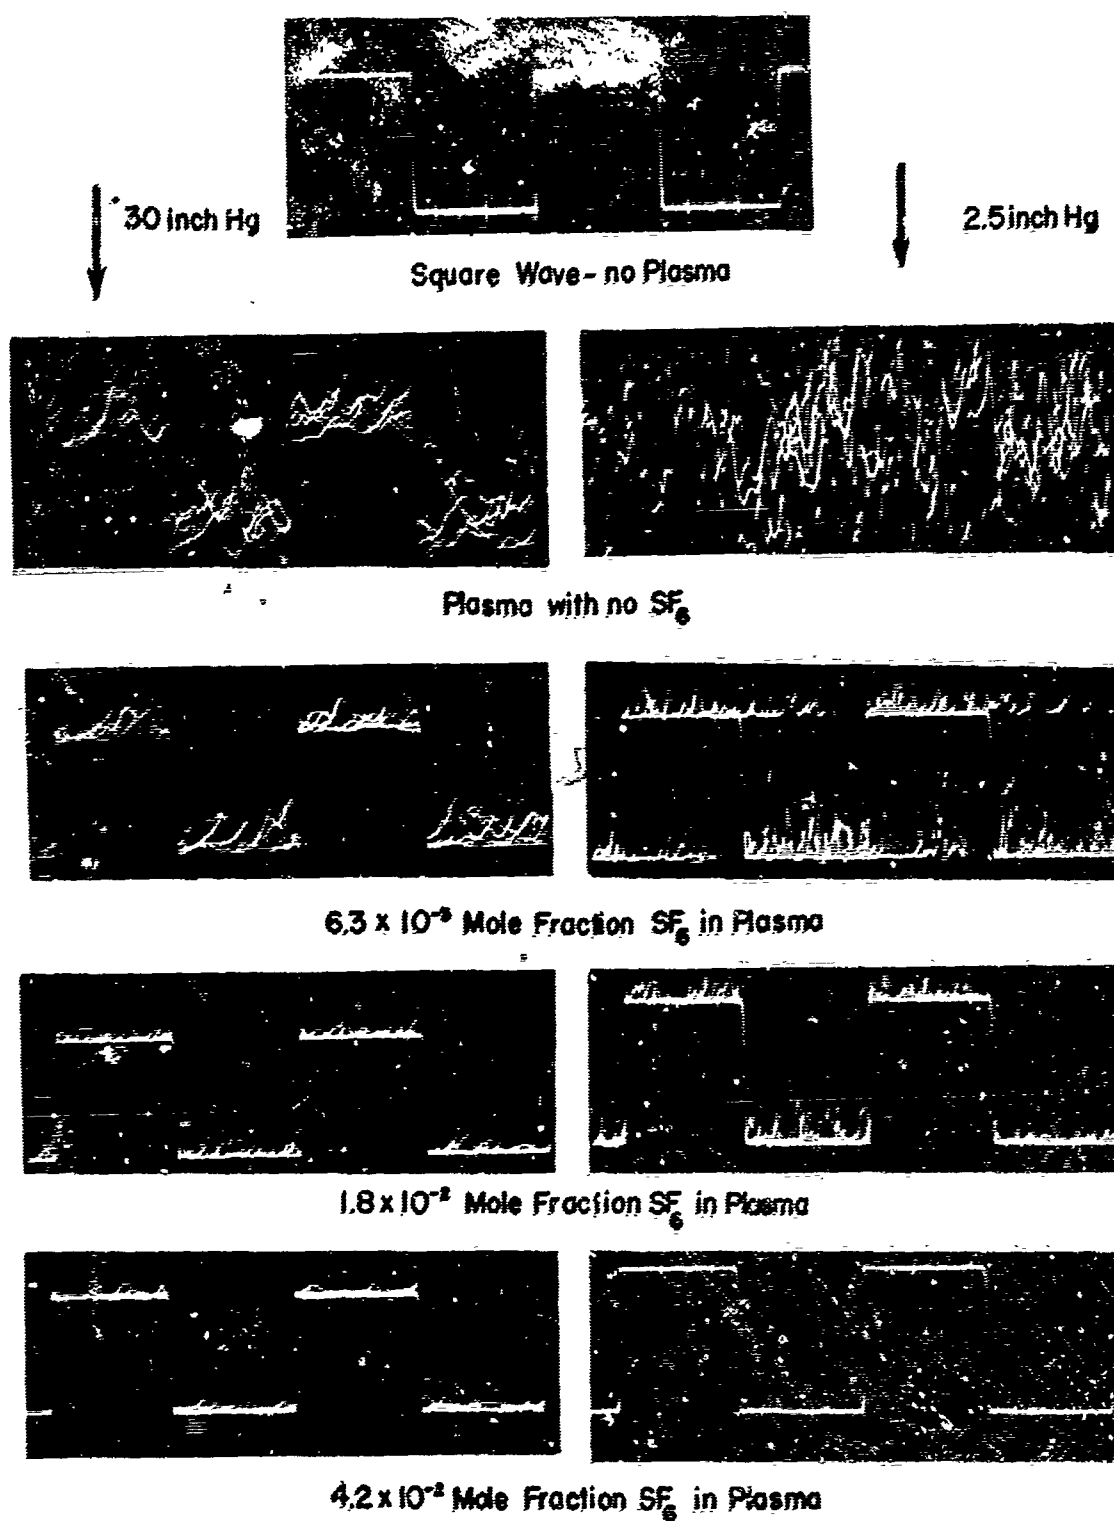 30 inch Hg
2.5 inch Hg
Square Wave - no Plasma
Plasma with no SF₆
6.3 x 10⁻³ Mole Fraction SF₆ in Plasma
1.8 x 10⁻² Mole Fraction SF₆ in Plasma
4.2 x 10⁻² Mole Fraction SF₆ in Plasma